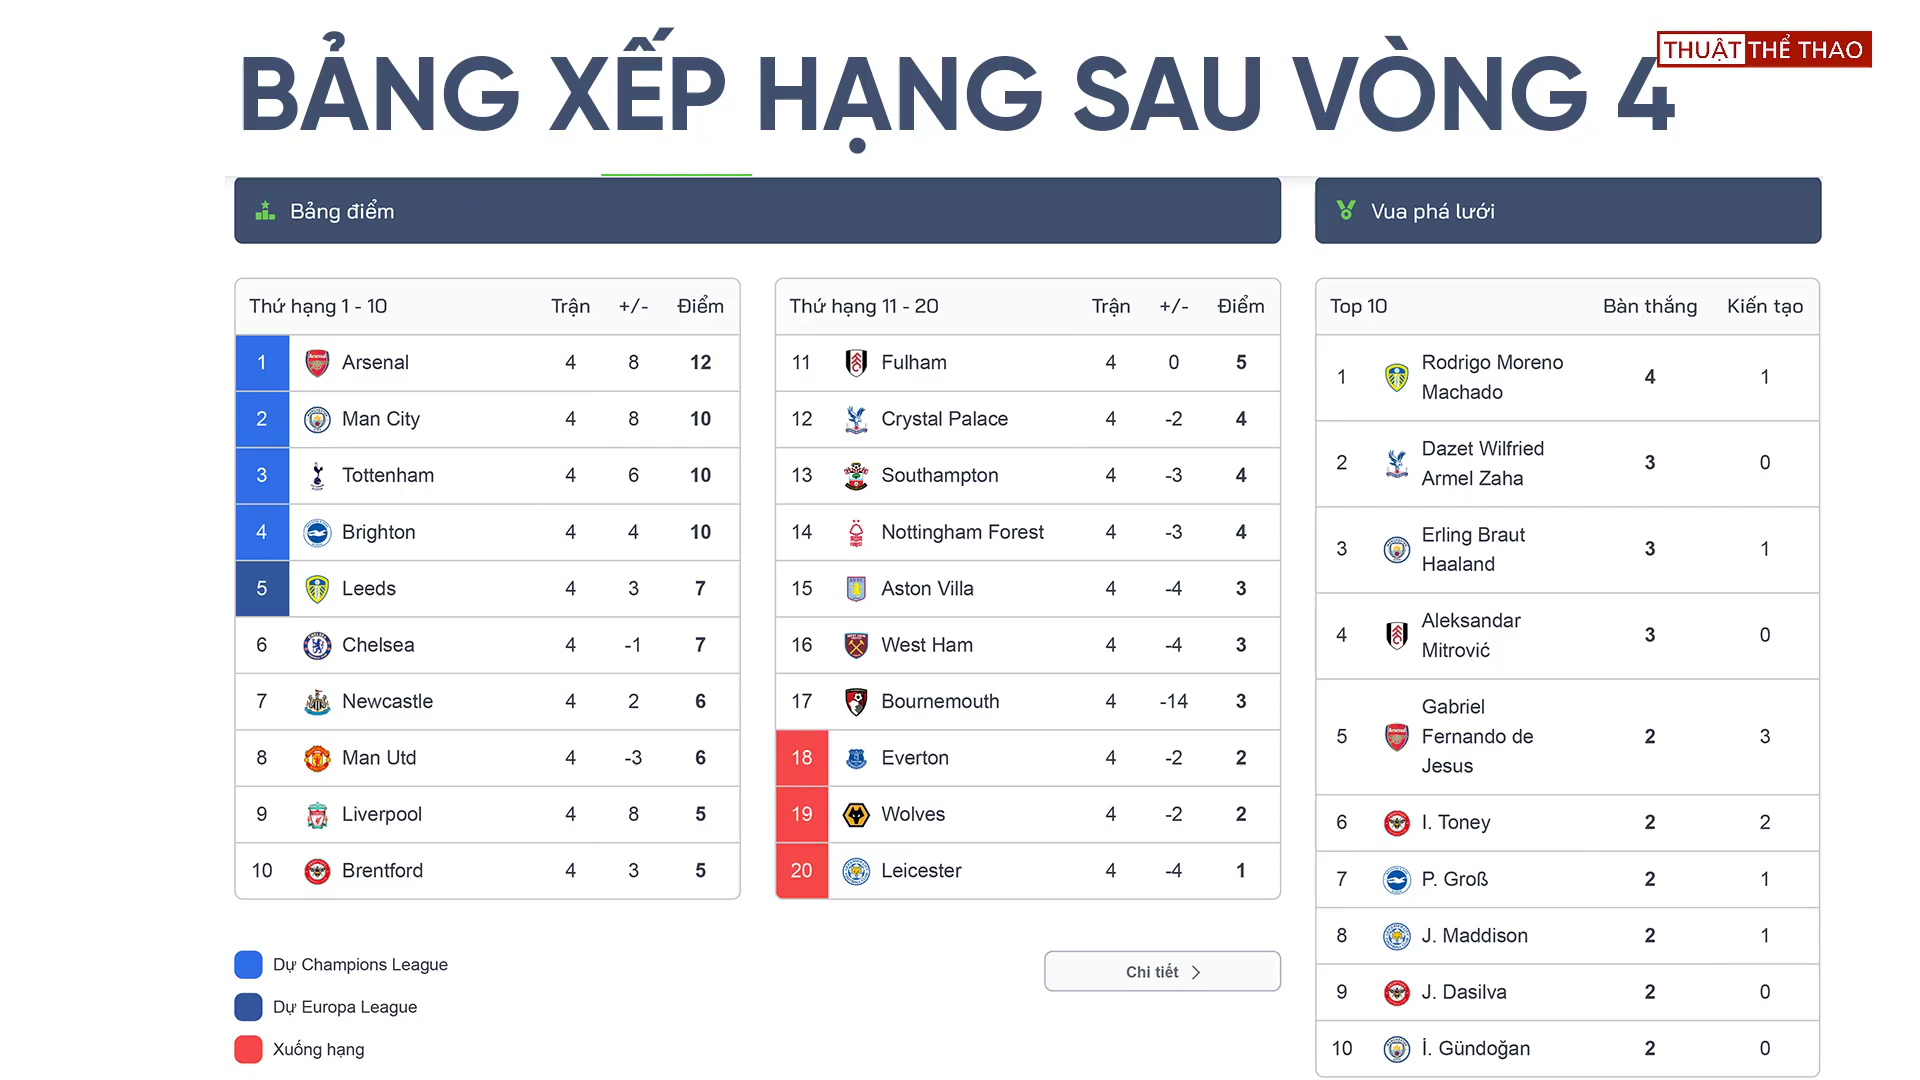 BẢNG XẾP HẠNG SAU VÒNG 4
THUẬT THỂ THAO
Bảng điểm
Thứ hạng 1 - 10 Trận +/- Điểm
1 Arsenal 4 8 12
2 Man City 4 8 10
3 Tottenham 4 6 10
4 Brighton 4 4 10
5 Leeds 4 3 7
6 Chelsea 4 -1 7
7 Newcastle 4 2 6
8 Man Utd 4 -3 6
9 Liverpool 4 8 5
10 Brentford 4 3 5
Thứ hạng 11 - 20 Trận +/- Điểm
11 Fulham 4 0 5
12 Crystal Palace 4 -2 4
13 Southampton 4 -3 4
14 Nottingham Forest 4 -3 4
15 Aston Villa 4 -4 3
16 West Ham 4 -4 3
17 Bournemouth 4 -14 3
18 Everton 4 -2 2
19 Wolves 4 -2 2
20 Leicester 4 -4 1
Dự Champions League
Dự Europa League
Xuống hạng
Chi tiết
Vua phá lưới
Top 10 Bàn thắng Kiến tạo
1 Rodrigo Moreno 4 1
Machado
2 Dazet Wilfried 3 0
Armel Zaha
3 Erling Braut 3 1
Haaland
4 Aleksandar 3 0
Mitrović
Gabriel
5 Fernando de 2 3
Jesus
6 I. Toney 2 2
7 P. Groß 2 1
8 J. Maddison 2 1
9 J. Dasilva 2 0
10 İ. Gündoğan 2 0